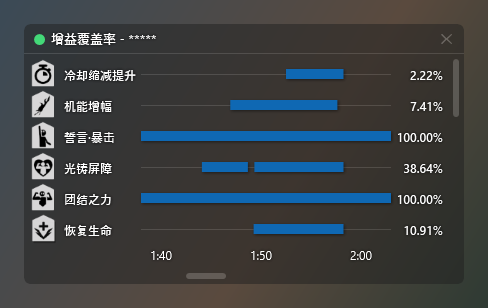 增益覆盖率 - *****
冷却缩减提升 2.22%
机能增幅 7.41%
誓言·暴击 100.00%
光铸屏障 38.64%
团结之力 100.00%
恢复生命 10.91%
1:40 1:50 2:00